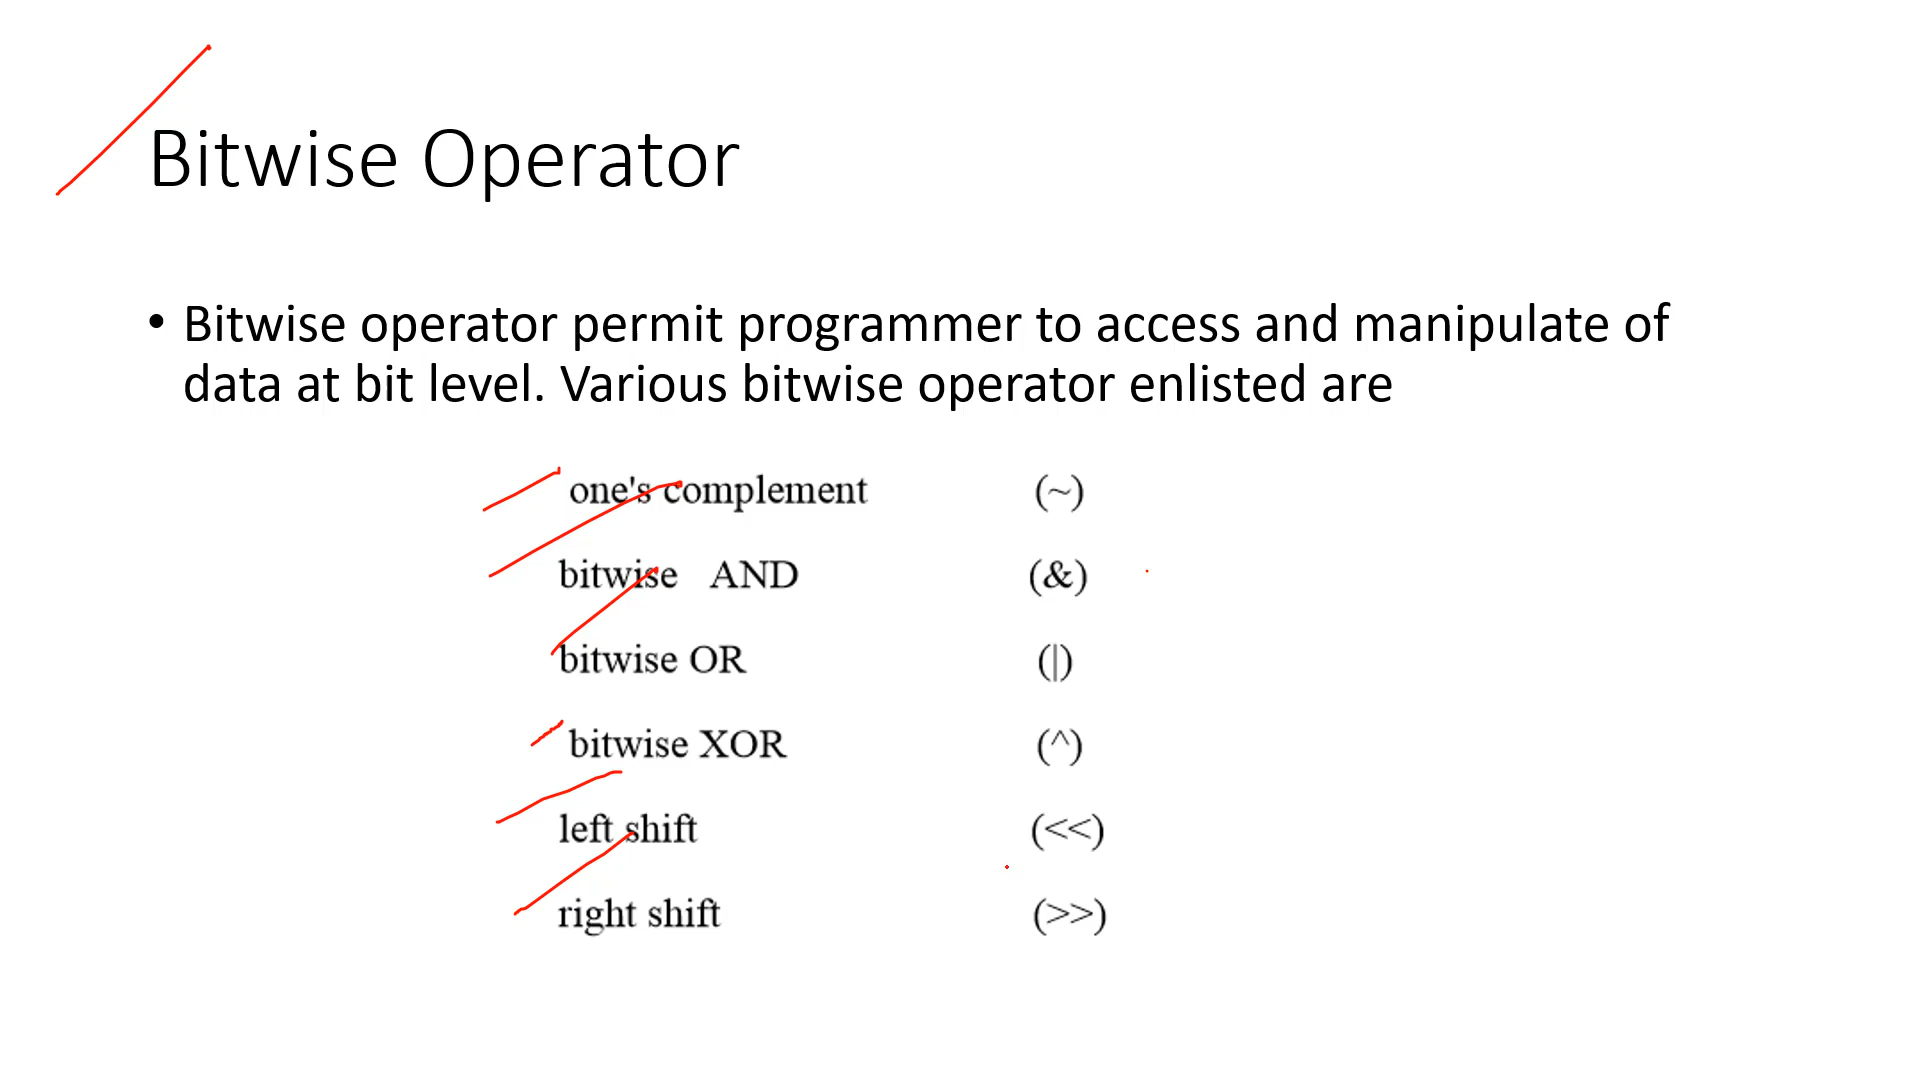 Bitwise Operator
• Bitwise operator permit programmer to access and manipulate of
data at bit level. Various bitwise operator enlisted are
one's complement (~)
bitwise AND (&)
bitwise OR (|)
bitwise XOR (^)
left shift (<<)
right shift (>>)